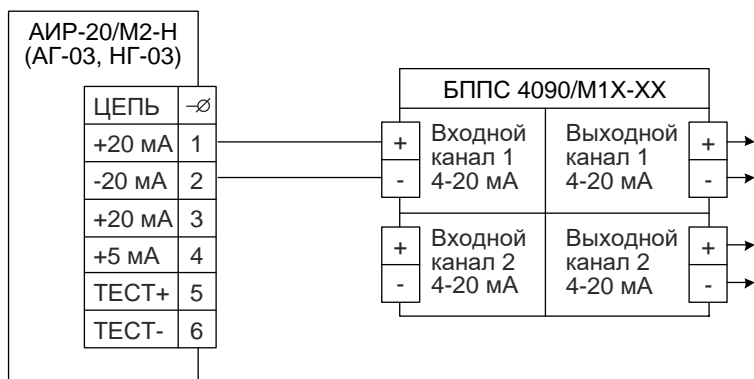 АИР-20/М2-Н
(АГ-03, НГ-03)
ЦЕПЬ
+20 мА 1
-20 мА 2
+20 мА 3
+5 мА 4
ТЕСТ+ 5
ТЕСТ- 6
БППС 4090/М1Х-ХХ
+ Входной Выходной +
канал 1 канал 1
- 4-20 мА 4-20 мА -
+ Входной Выходной +
канал 2 канал 2
- 4-20 мА 4-20 мА -